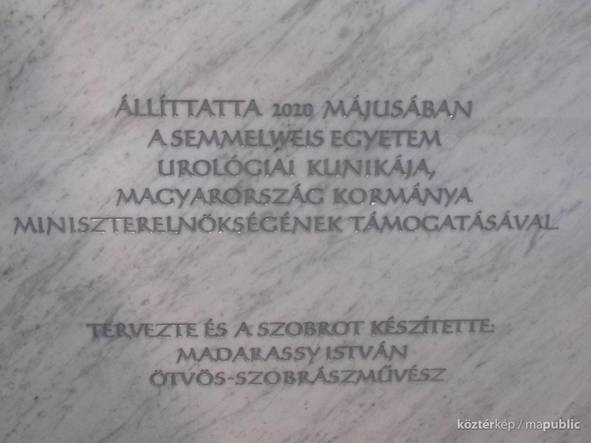 ÁLLÍTTATTA 2020 MÁJUSÁBAN
A SEMMELWEIS EGYETEM
UROLÓGIAI KLINIKÁJA,
MAGYARORSZÁG KORMÁNYA
MINISZTERELNÖKSÉGÉNEK TÁMOGATÁSÁVAL
TERVEZTE ÉS A SZOBROT KÉSZÍTETTE:
MADARASSY ISTVÁN
ÖTVÖS-SZOBRÁSZMŰVÉSZ
köztérkép / mapublic